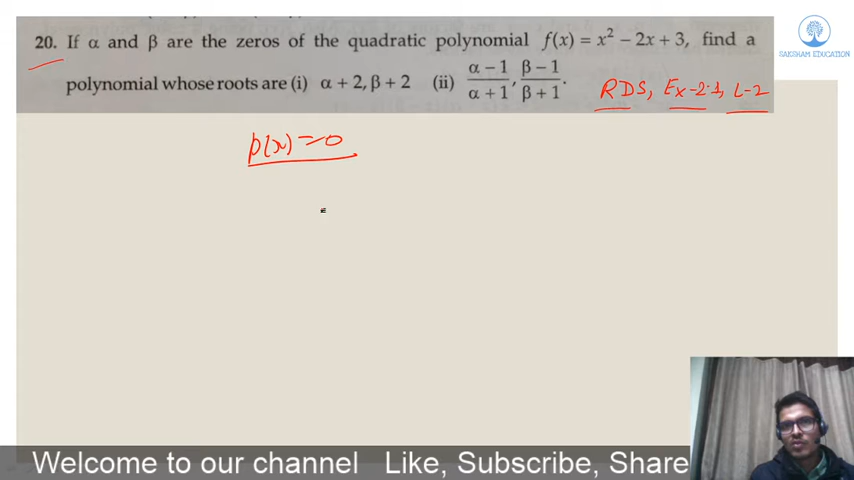 SAKSHAM EDUCATION
20. If α and β are the zeros of the quadratic polynomial f(x) = x² − 2x + 3, find a
polynomial whose roots are (i) α + 2, β + 2 (ii) α − 1/α + 1, β − 1/β + 1.
RDS, Ex-2.1, L-2
p(x) = 0
Welcome to our channel Like, Subscribe, Share